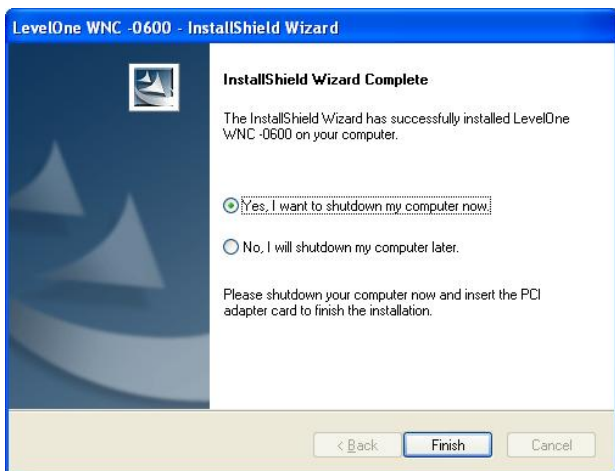 LevelOne WNC -0600 - InstallShield Wizard
InstallShield Wizard Complete
The InstallShield Wizard has successfully installed LevelOne
WNC -0600 on your computer.
Yes, I want to shutdown my computer now.
No, I will shutdown my computer later.
Please shutdown your computer now and insert the PCI
adapter card to finish the installation.
< Back Finish Cancel